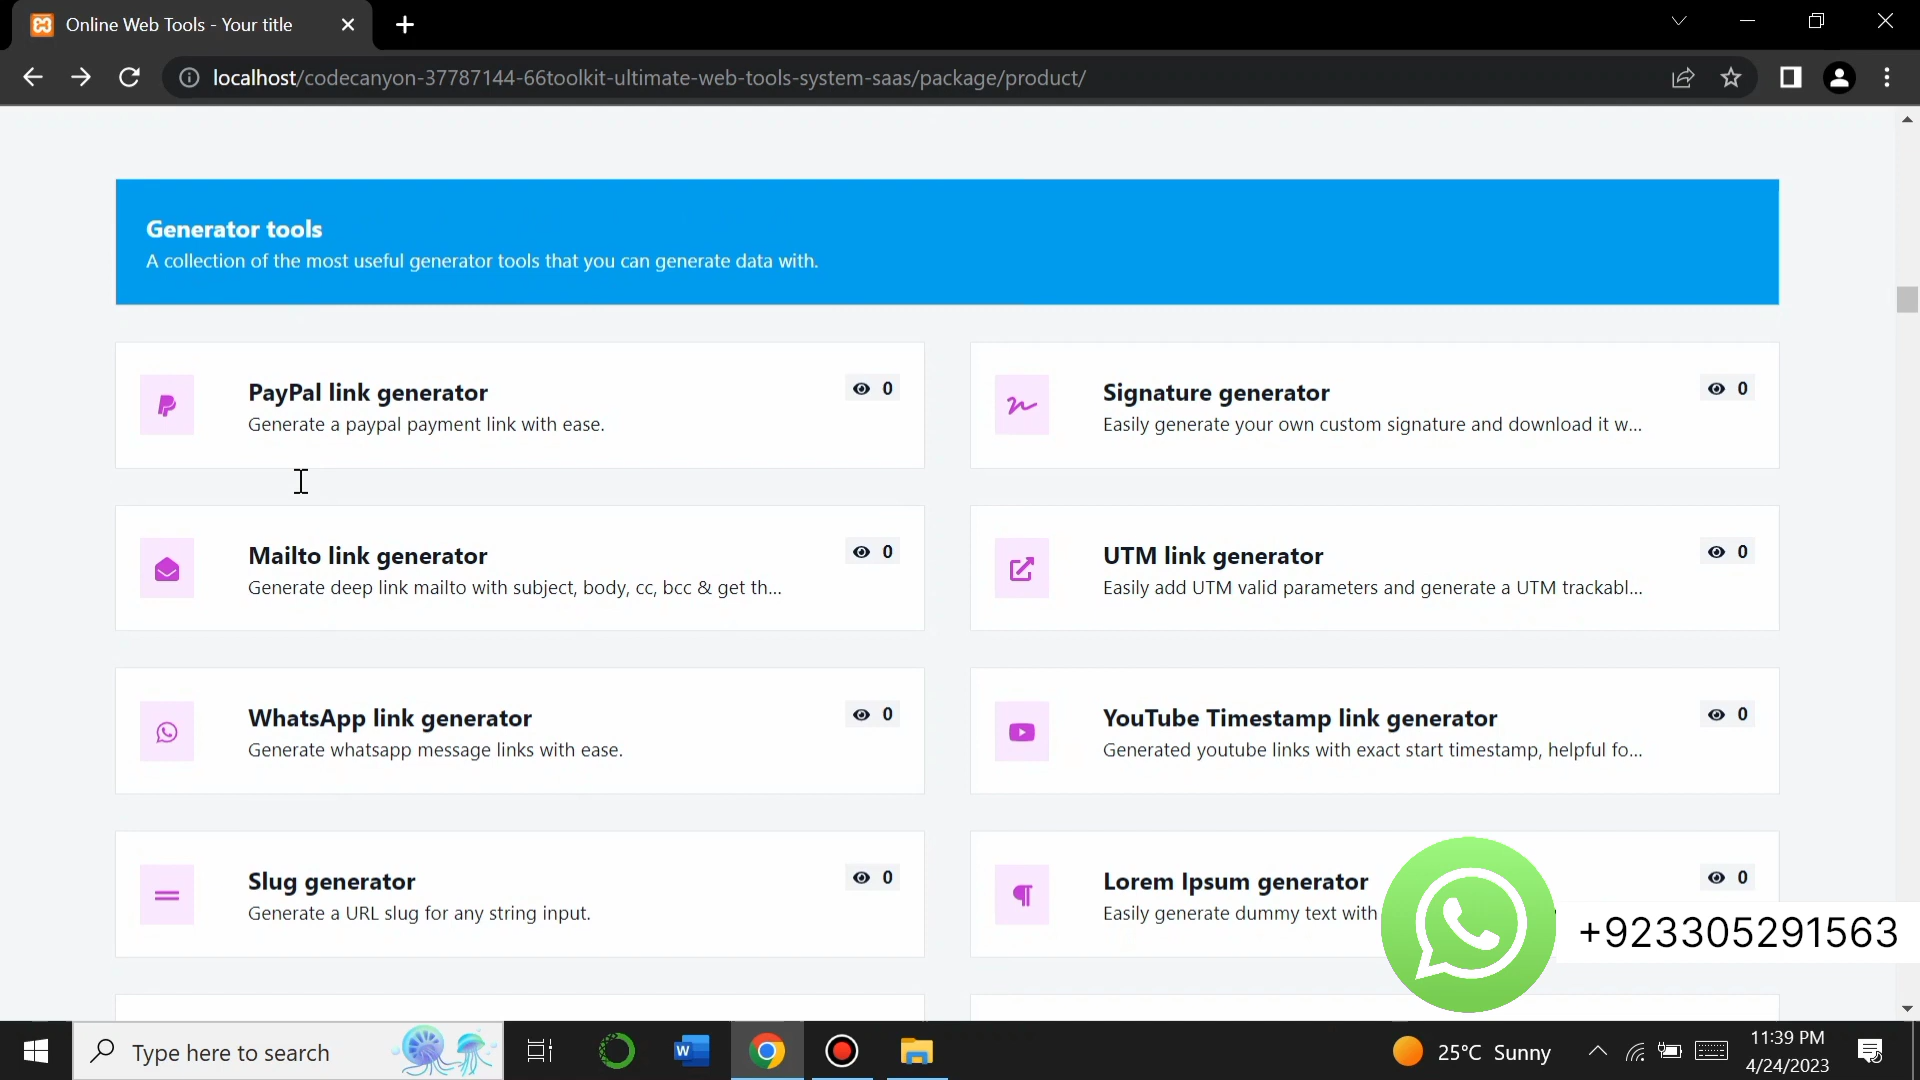 Online Web Tools - Your title
localhost/codecanyon-37787144-66toolkit-ultimate-web-tools-system-saas/package/product/
Generator tools
A collection of the most useful generator tools that you can generate data with.
PayPal link generator
0
Generate a paypal payment link with ease.
Signature generator
0
Easily generate your own custom signature and download it w...
Mailto link generator
0
Generate deep link mailto with subject, body, cc, bcc & get th...
UTM link generator
0
Easily add UTM valid parameters and generate a UTM trackabl...
WhatsApp link generator
0
Generate whatsapp message links with ease.
YouTube Timestamp link generator
0
Generated youtube links with exact start timestamp, helpful fo...
Slug generator
0
Generate a URL slug for any string input.
Lorem Ipsum generator
0
Easily generate dummy text with
+923305291563
Type here to search
25°C Sunny
11:39 PM
4/24/2023